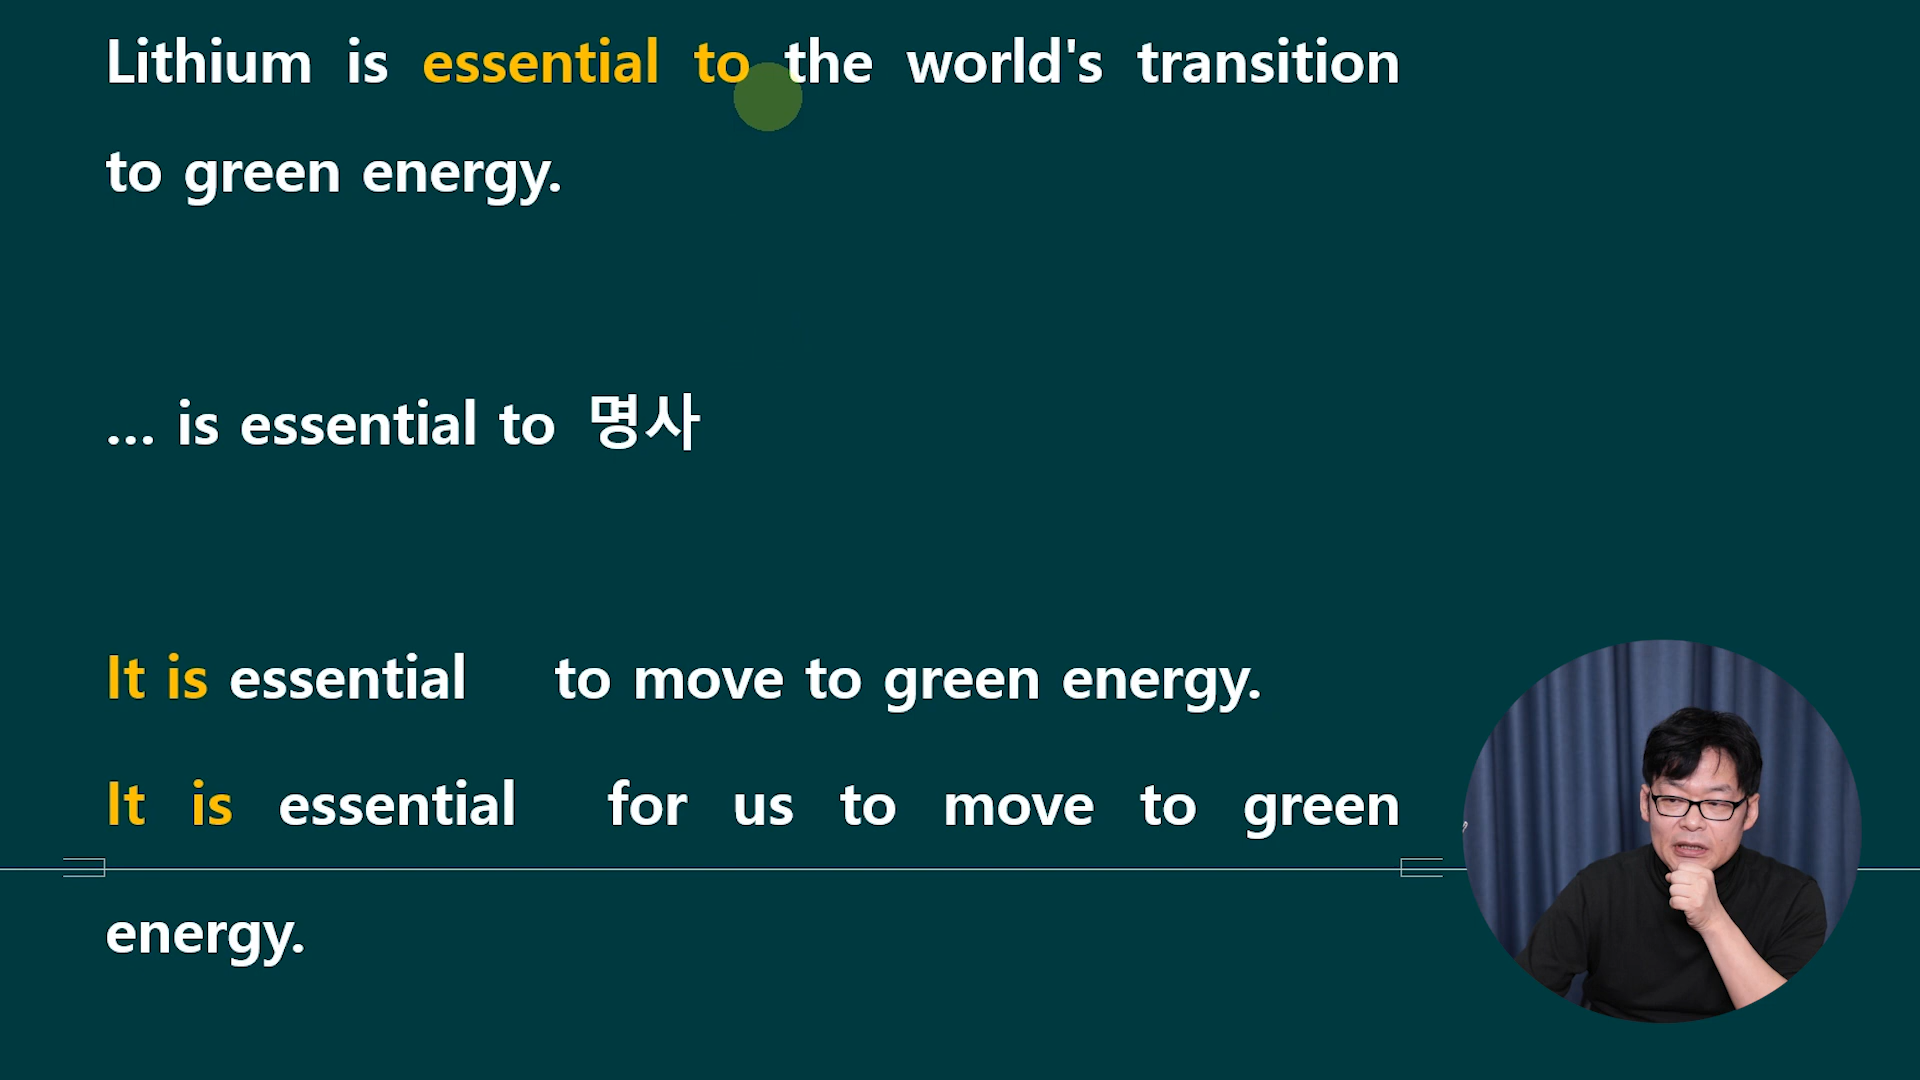 Lithium is essential to the world's transition
to green energy.
... is essential to 명사
It is essential to move to green energy.
It is essential for us to move to green
energy.